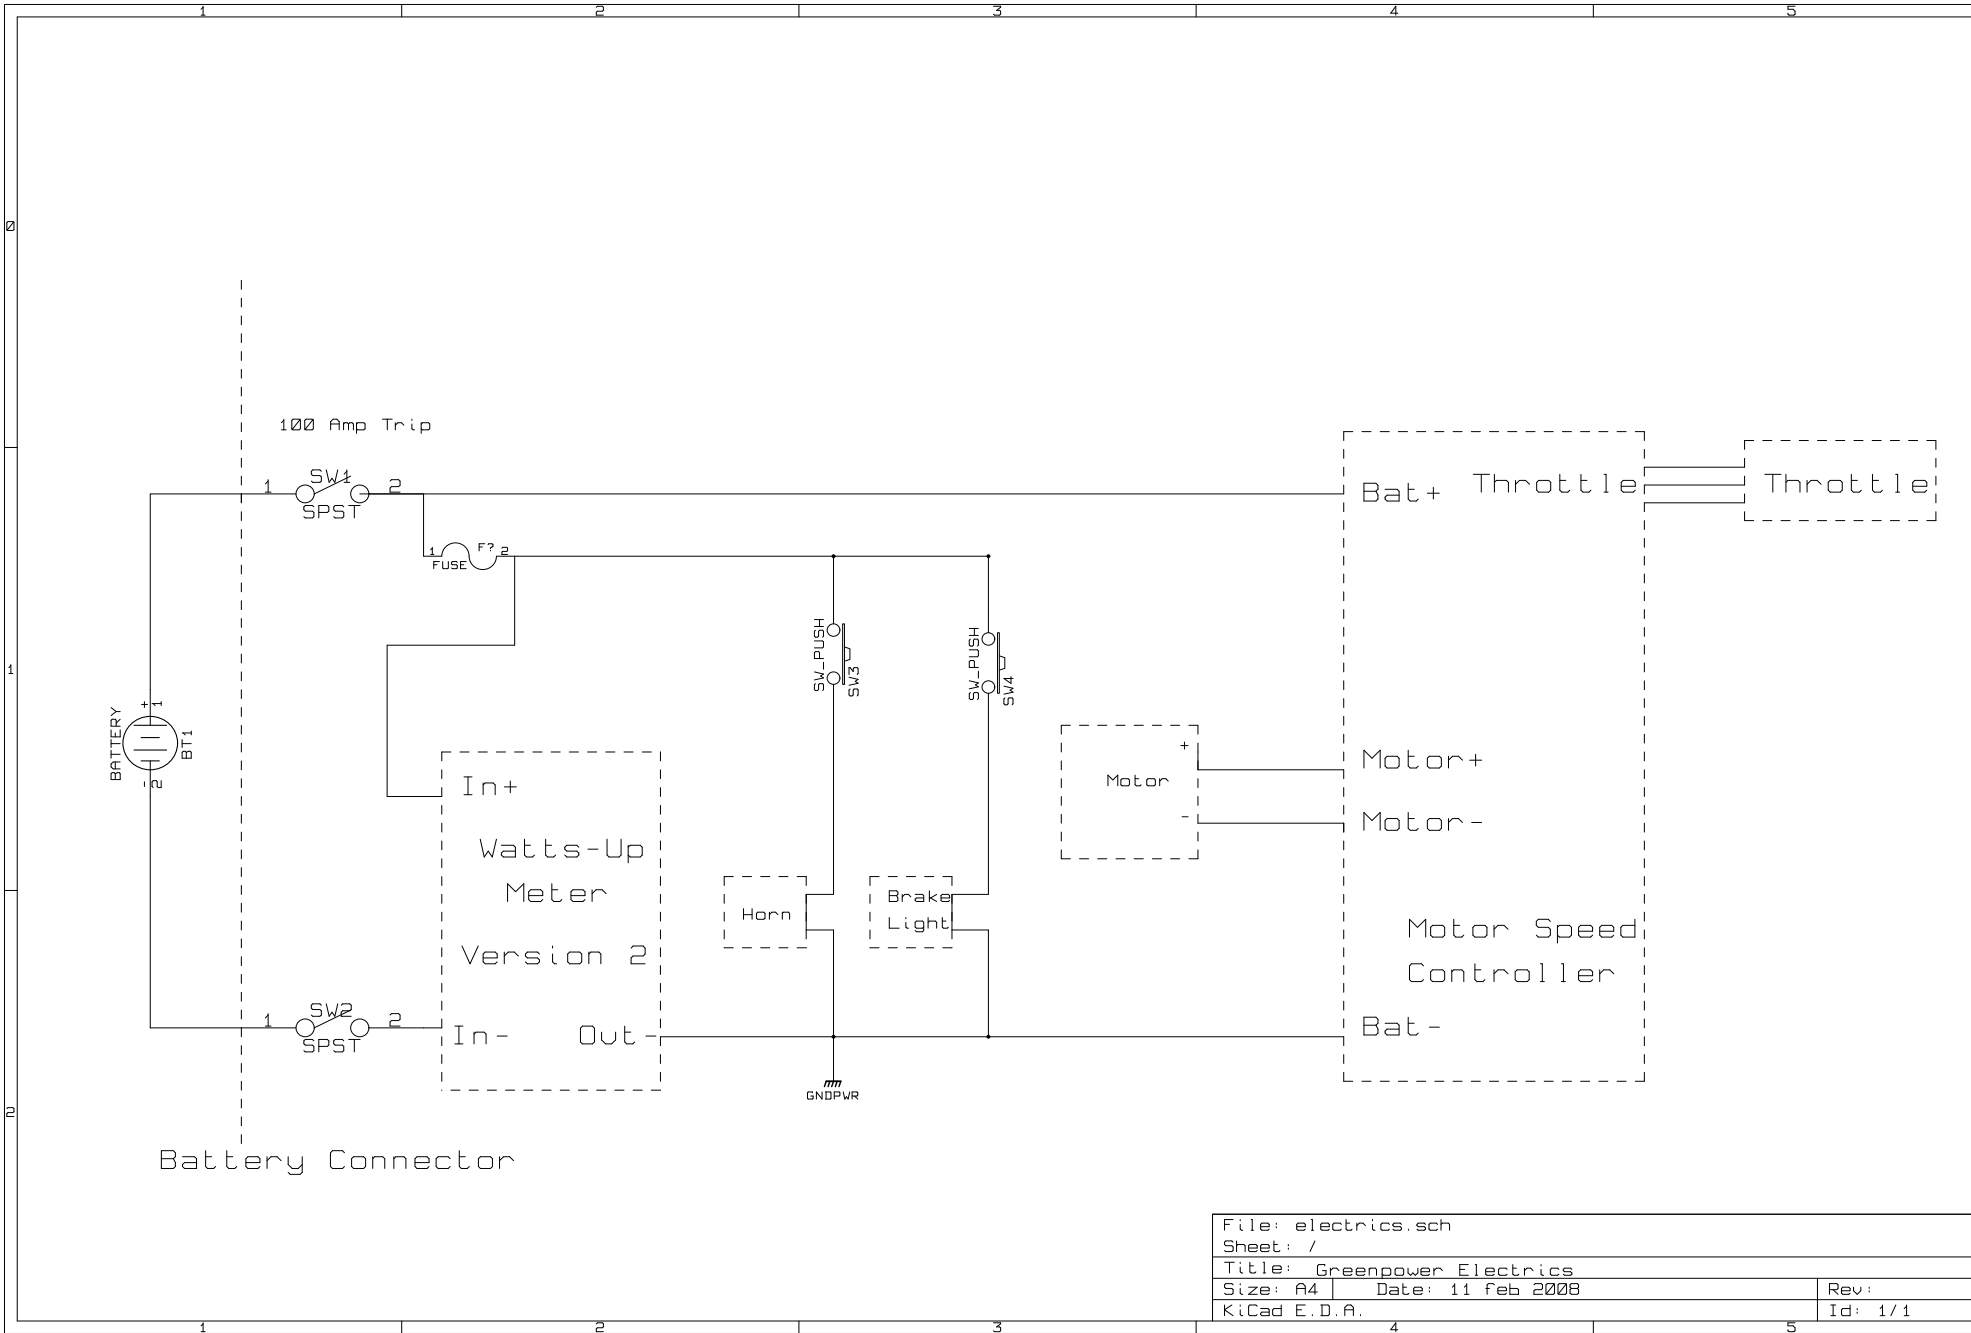 1 2 3 4 5
0
1
2
100 Amp Trip
1 SW1 2
SPST
1 F? 2
FUSE
Bat+ Throttle
Throttle
SW_PUSH
SW3
SW_PUSH
SW4
BATTERY
+ 1
BT1
- 2
In+
Watts-Up
Meter
Version 2
In- Out-
+
Motor
-
Motor+
Motor-
Horn
Brake
Light
Motor Speed
Controller
Bat-
1 SW2 2
SPST
GNDPWR
Battery Connector
File: electrics.sch
Sheet: /
Title: Greenpower Electrics
Size: A4 Date: 11 feb 2008 Rev:
KiCad E.D.A. Id: 1/1
1 2 3 4 5